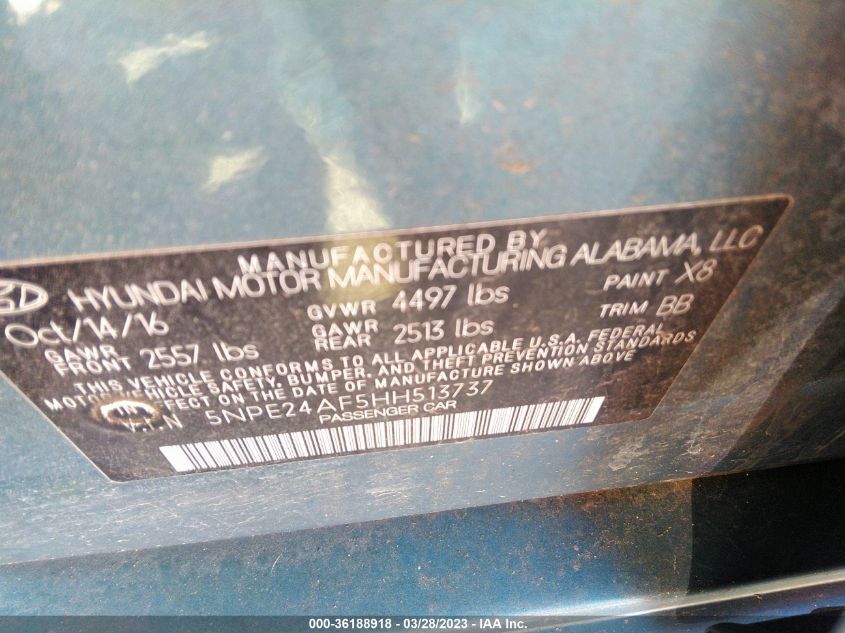 MANUFACTURED BY
HYUNDAI MOTOR MANUFACTURING ALABAMA, LLC
Oct/14/16 GVWR 4497 lbs PAINT X8
GAWR FRONT 2557 lbs GAWR REAR 2513 lbs TRIM BB
THIS VEHICLE CONFORMS TO ALL APPLICABLE U.S.A. FEDERAL
MOTOR VEHICLE SAFETY, BUMPER, AND THEFT PREVENTION STANDARDS
EFFECT ON THE DATE OF MANUFACTURE SHOWN ABOVE
V.I.N 5NPE24AF5HH513737
PASSENGER CAR
000-36188918 - 03/28/2023 - IAA Inc.